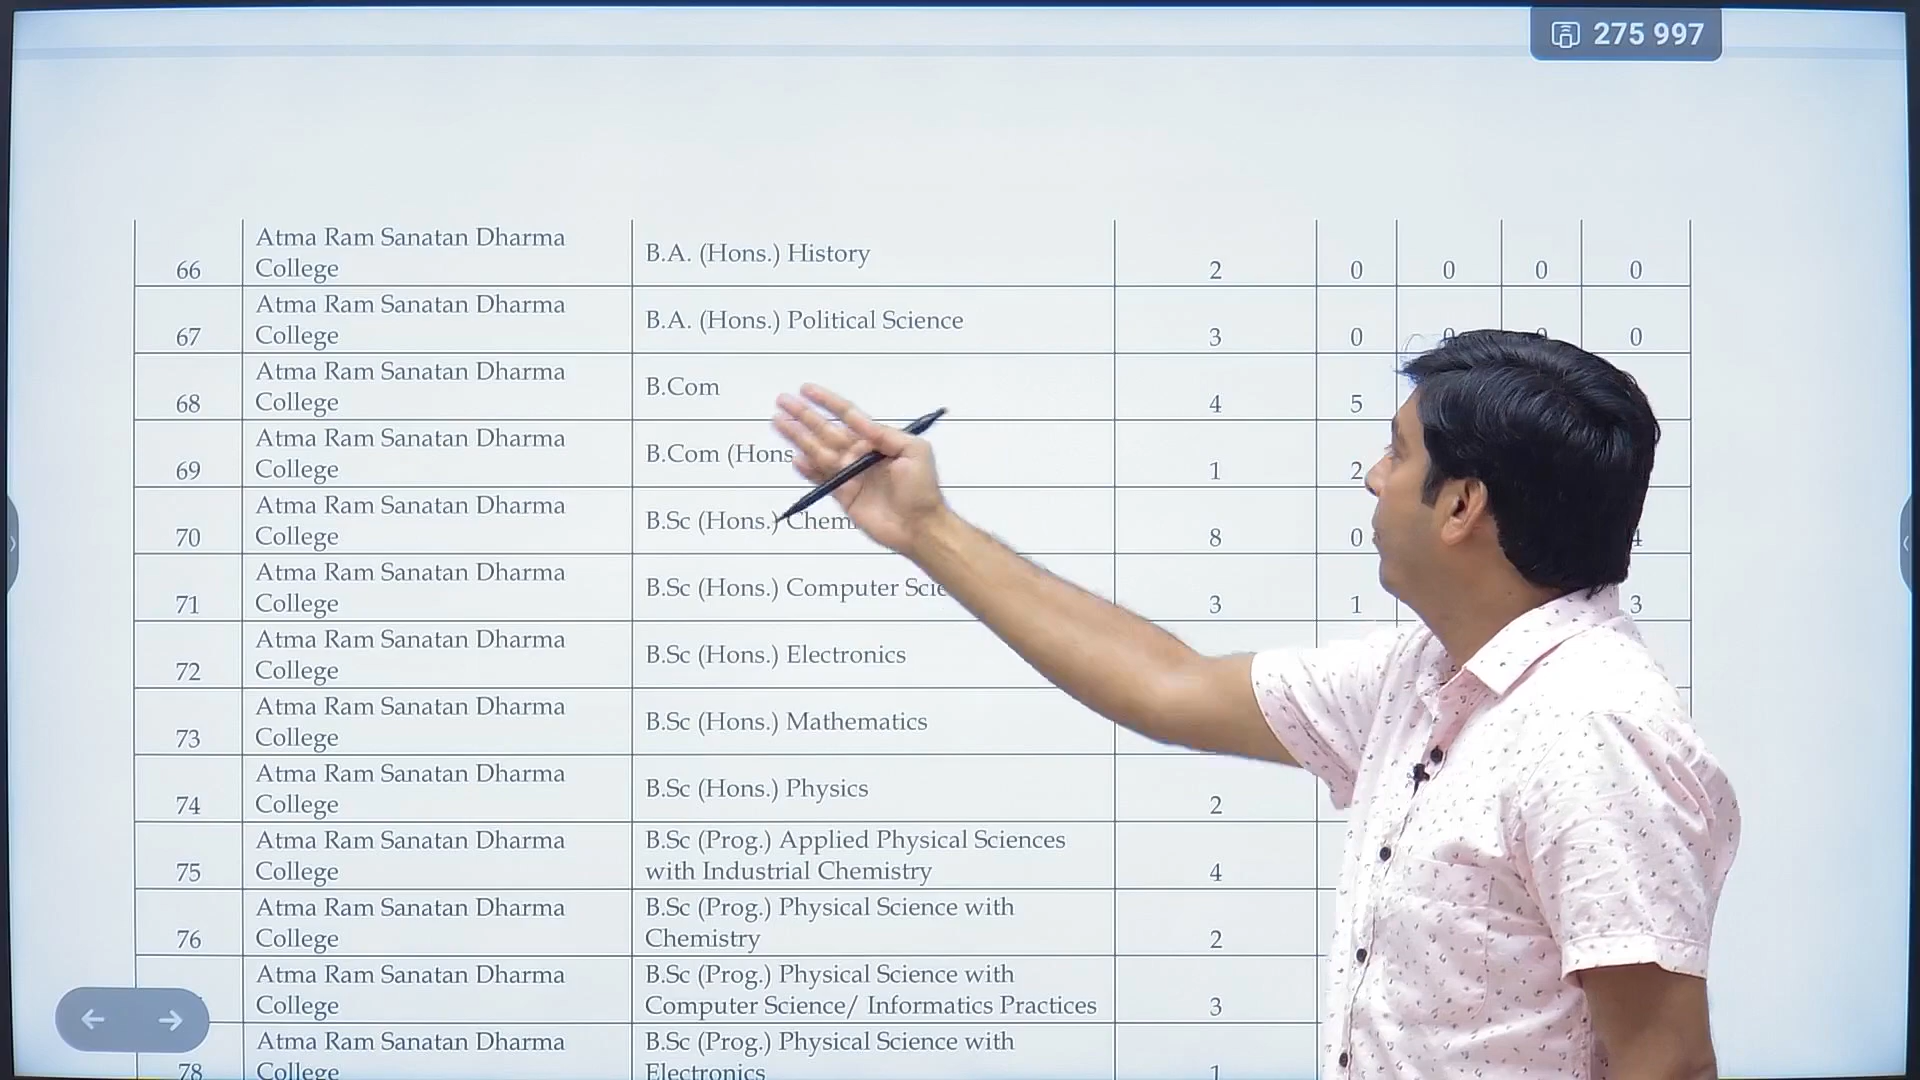 275 997
66 Atma Ram Sanatan Dharma College B.A. (Hons.) History 2 0 0 0 0
67 Atma Ram Sanatan Dharma College B.A. (Hons.) Political Science 3 0 0
68 Atma Ram Sanatan Dharma College B.Com 4 5
69 Atma Ram Sanatan Dharma College B.Com (Hons 1 2
70 Atma Ram Sanatan Dharma College B.Sc (Hons.) Chem 8 0 4
71 Atma Ram Sanatan Dharma College B.Sc (Hons.) Computer Scie 3 1 3
72 Atma Ram Sanatan Dharma College B.Sc (Hons.) Electronics
73 Atma Ram Sanatan Dharma College B.Sc (Hons.) Mathematics
74 Atma Ram Sanatan Dharma College B.Sc (Hons.) Physics 2
75 Atma Ram Sanatan Dharma College B.Sc (Prog.) Applied Physical Sciences with Industrial Chemistry 4
76 Atma Ram Sanatan Dharma College B.Sc (Prog.) Physical Science with Chemistry 2
Atma Ram Sanatan Dharma College B.Sc (Prog.) Physical Science with Computer Science/ Informatics Practices 3
78 Atma Ram Sanatan Dharma College B.Sc (Prog.) Physical Science with Electronics 1